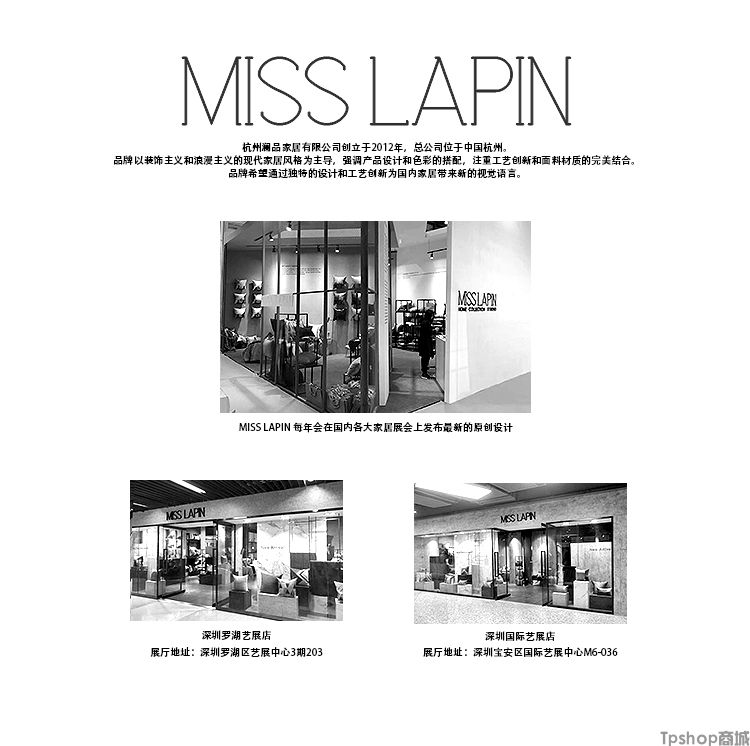 MISS LAPIN
杭州澜品家居有限公司创立于2012年，总公司位于中国杭州。
品牌以装饰主义和浪漫主义的现代家居风格为主导，强调产品设计和色彩的搭配，注重工艺创新和面料材质的完美结合。
品牌希望通过独特的设计和工艺创新为国内家居带来新的视觉语言。
MISS LAPIN
HOME COLLECTION STUDIO
MISS LAPIN 每年会在国内各大家居展会上发布最新的原创设计
MISS LAPIN
MISS LAPIN
深圳罗湖艺展店
展厅地址：深圳罗湖区艺展中心3期203
深圳国际艺展店
展厅地址：深圳宝安区国际艺展中心M6-036
Tpshop商城